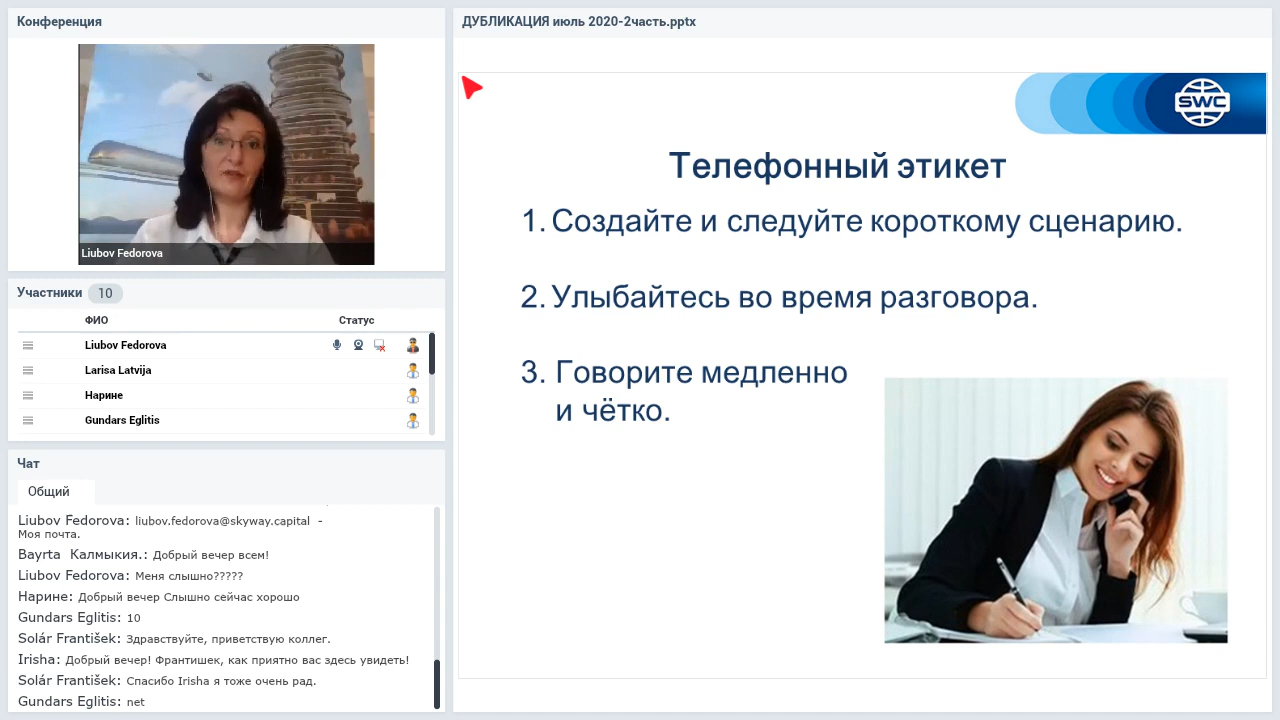 Конференция
Liubov Fedorova
Участники 10
ФИО Статус
Liubov Fedorova
Larisa Latvija
Нарине
Gundars Eglitis
Чат
Общий
Liubov Fedorova: liubov.fedorova@skyway.capital -
Моя почта.
Bayrta Калмыкия.: Добрый вечер всем!
Liubov Fedorova: Меня слышно?????
Нарине: Добрый вечер Слышно сейчас хорошо
Gundars Eglitis: 10
Solár František: Здравствуйте, приветствую коллег.
Irisha: Добрый вечер! Франтишек, как приятно вас здесь увидеть!
Solár František: Спасибо Irisha я тоже очень рад.
Gundars Eglitis: net
ДУБЛИКАЦИЯ июль 2020-2часть.pptx
SWC
Телефонный этикет
1. Создайте и следуйте короткому сценарию.
2. Улыбайтесь во время разговора.
3. Говорите медленно
и чётко.